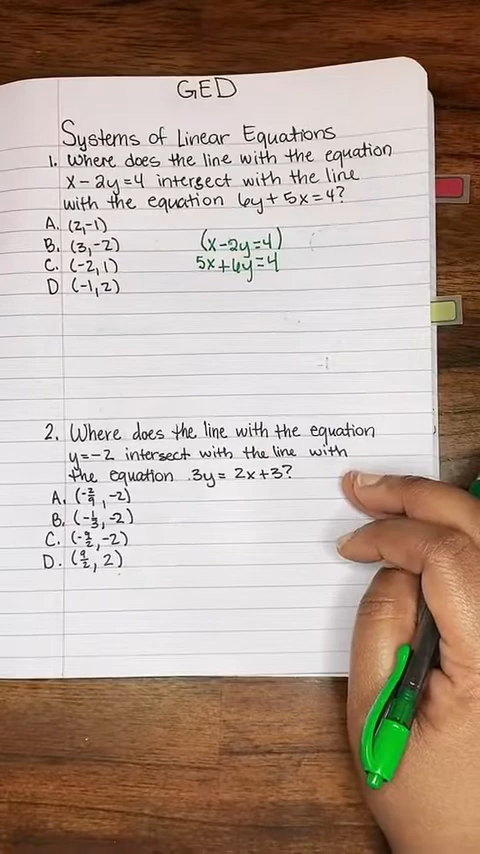 GED
Systems of Linear Equations
1. Where does the line with the equation
x - 2y = 4 intersect with the line
with the equation 6y + 5x = 4?
A. (2,-1)
B. (3,-2)
C. (-2, 1)
D (-1, 2)
(x-2y=4)
5x+6y=4
2. Where does the line with the equation
y=-2 intersect with the line with
the equation 3y = 2x+3?
A. (-2/9, -2)
B. (-1/3, -2)
C. (-9/2, -2)
D. (9/2, 2)